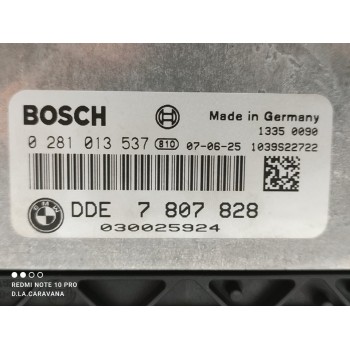 BOSCH
Made in Germany
1335 0090
0 281 013 537 810 07-06-25 1039S22722
BMW
DDE 7 807 828
030025924
REDMI NOTE 10 PRO
D.LA.CARAVANA